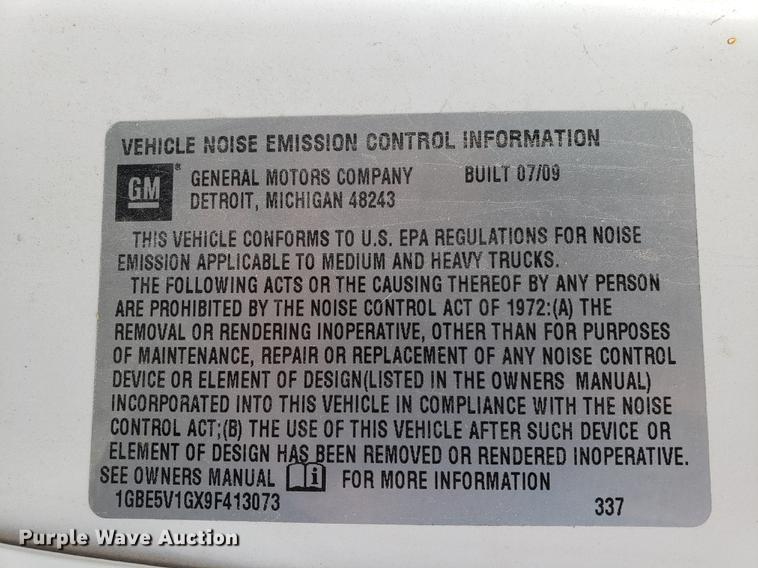 VEHICLE NOISE EMISSION CONTROL INFORMATION
GM ® GENERAL MOTORS COMPANY BUILT 07/09
DETROIT, MICHIGAN 48243
THIS VEHICLE CONFORMS TO U.S. EPA REGULATIONS FOR NOISE
EMISSION APPLICABLE TO MEDIUM AND HEAVY TRUCKS.
THE FOLLOWING ACTS OR THE CAUSING THEREOF BY ANY PERSON
ARE PROHIBITED BY THE NOISE CONTROL ACT OF 1972:(A) THE
REMOVAL OR RENDERING INOPERATIVE, OTHER THAN FOR PURPOSES
OF MAINTENANCE, REPAIR OR REPLACEMENT OF ANY NOISE CONTROL
DEVICE OR ELEMENT OF DESIGN(LISTED IN THE OWNERS MANUAL)
INCORPORATED INTO THIS VEHICLE IN COMPLIANCE WITH THE NOISE
CONTROL ACT;(B) THE USE OF THIS VEHICLE AFTER SUCH DEVICE OR
ELEMENT OF DESIGN HAS BEEN REMOVED OR RENDERED INOPERATIVE.
SEE OWNERS MANUAL i FOR MORE INFORMATION
1GBE5V1GX9F413073 337
Purple Wave Auction